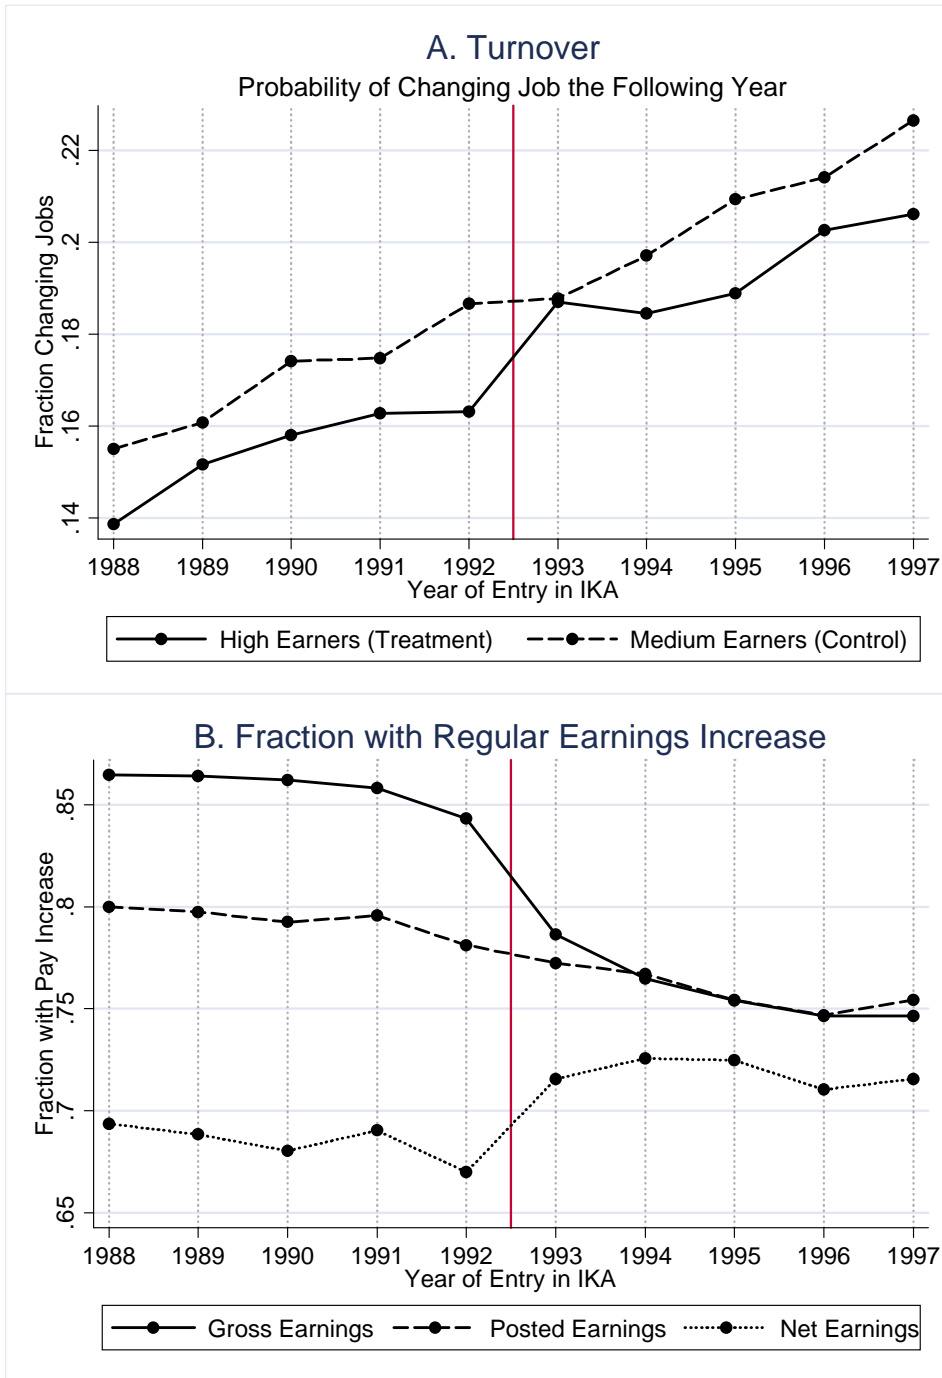 A. Turnover
Probability of Changing Job the Following Year
Fraction Changing Jobs
.22
.2
.18
.16
.14
1988 1989 1990 1991 1992 1993 1994 1995 1996 1997
Year of Entry in IKA
High Earners (Treatment) Medium Earners (Control)
B. Fraction with Regular Earnings Increase
Fraction with Pay Increase
.85
.8
.75
.7
.65
1988 1989 1990 1991 1992 1993 1994 1995 1996 1997
Year of Entry in IKA
Gross Earnings Posted Earnings Net Earnings